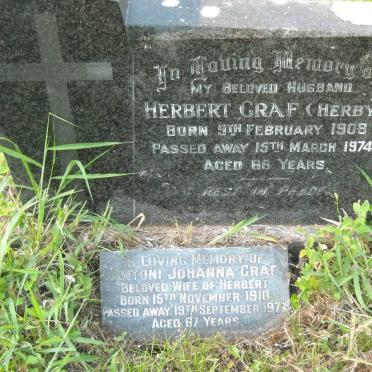 In Loving Memory o
MY BELOVED HUSBAN
HERBERT GRAF (HERBY
BORN 9TH FEBRUARY 1908
PASSED AWAY 15TH MARCH 1974
AGED 66 YEARS.
REST IN PEACE
IN LOVING MEMORY OF
ANTONI JOHANNA GRAF
BELOVED WIFE OF HERBERT
BORN 15TH NOVEMBER 1910
PASSED AWAY 19TH SEPTEMBER 1977
AGED 67 YEARS.